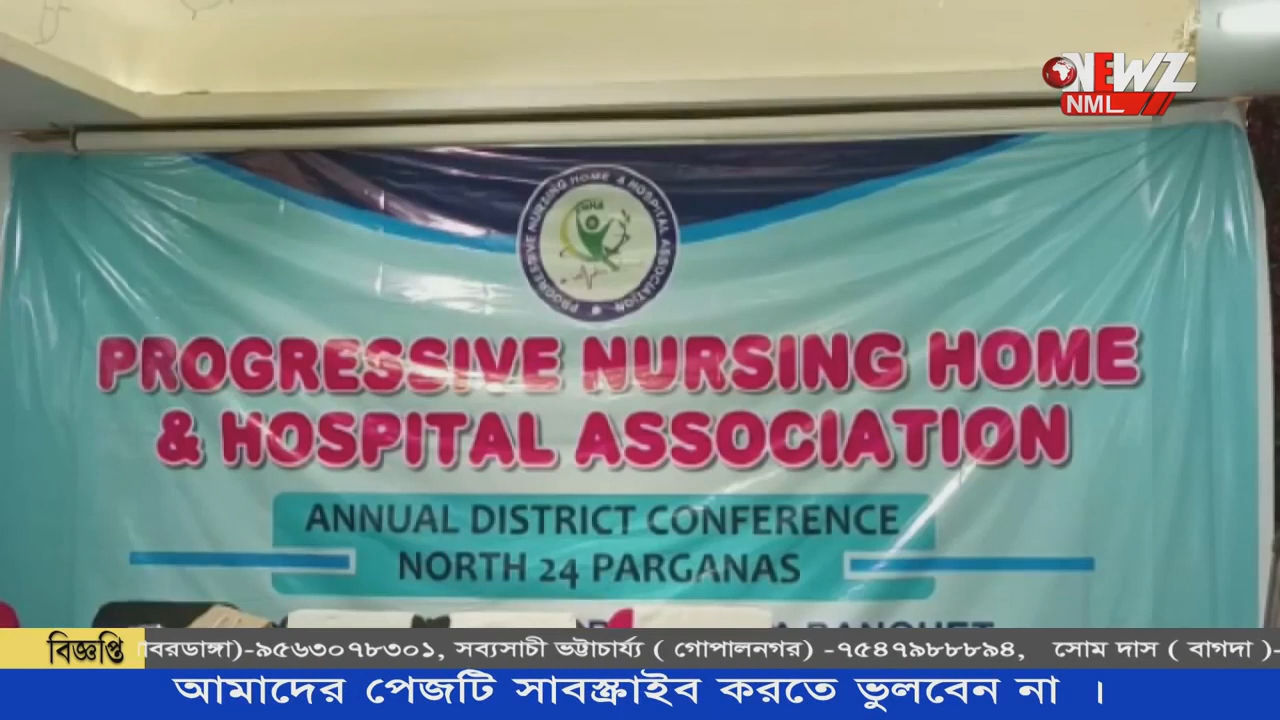 NEWZ
NML
PROGRESSIVE NURSING HOME & HOSPITAL ASSOCIATION
PROGRESSIVE NURSING HOME
& HOSPITAL ASSOCIATION
ANNUAL DISTRICT CONFERENCE
NORTH 24 PARGANAS
BANQUET
বিজ্ঞপ্তি
বরডাঙ্গা)-৯৫৬৩০৭৮৩০১, সব্যসাচী ভট্টাচার্য্য ( গোপালনগর) -৭৫৪৭৯৮৮৮৯৪, সোম দাস ( বাগদা )-
আমাদের পেজটি সাবস্ক্রাইব করতে ভুলবেন না ।